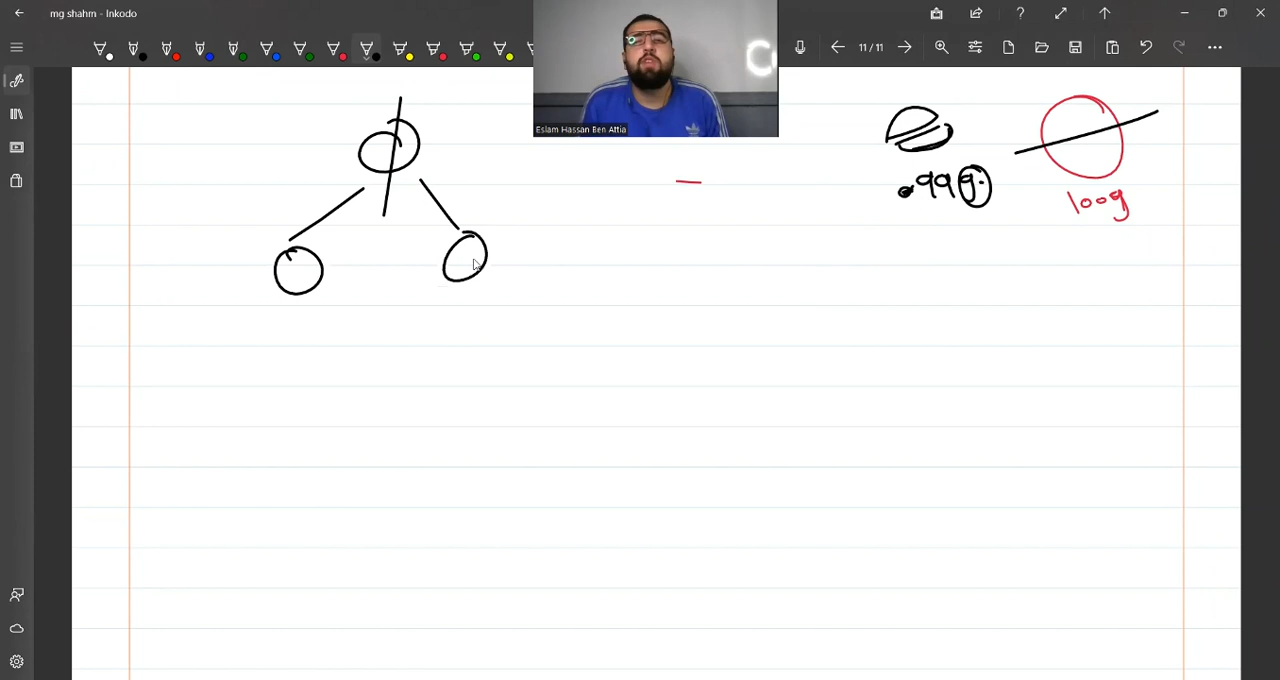 mg shahm - Inkodo
11 / 11
Eslam Hassan Ben Attia
.999.
100g